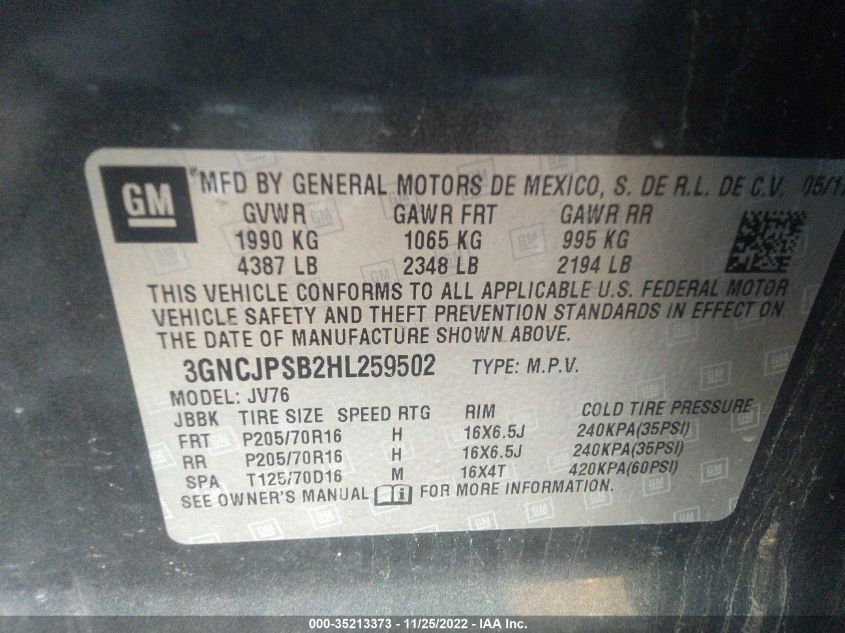 GM MFD BY GENERAL MOTORS DE MEXICO, S. DE R.L. DE C.V. 05/1
GVWR GAWR FRT GAWR RR
1990 KG 1065 KG 995 KG
4387 LB 2348 LB 2194 LB
THIS VEHICLE CONFORMS TO ALL APPLICABLE U.S. FEDERAL MOTOR
VEHICLE SAFETY AND THEFT PREVENTION STANDARDS IN EFFECT ON
THE DATE OF MANUFACTURE SHOWN ABOVE.
3GNCJPSB2HL259502 TYPE: M.P.V.
MODEL: JV76
JBBK TIRE SIZE SPEED RTG RIM COLD TIRE PRESSURE
FRT P205/70R16 H 16X6.5J 240KPA(35PSI)
RR P205/70R16 H 16X6.5J 240KPA(35PSI)
SPA T125/70D16 M 16X4T 420KPA(60PSI)
SEE OWNER'S MANUAL FOR MORE INFORMATION.
000-35213373 - 11/25/2022 - IAA Inc.